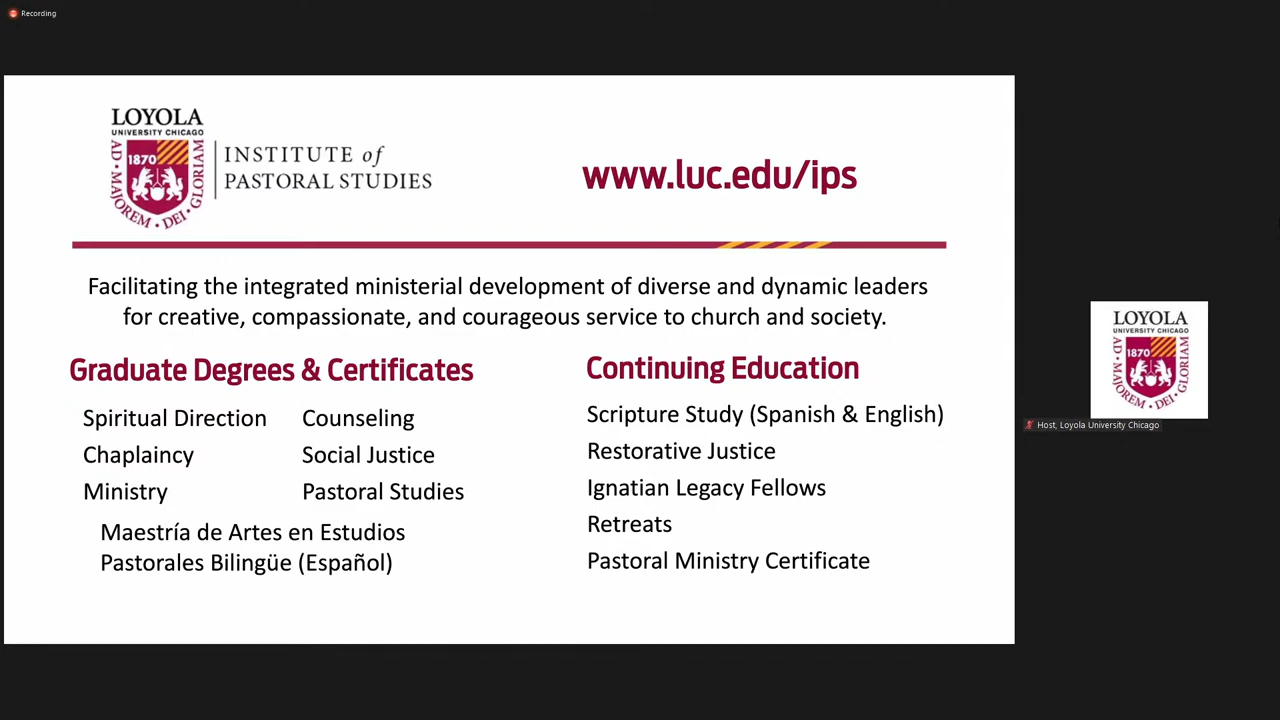 Recording
LOYOLA
UNIVERSITY CHICAGO
1870
AD • MAJOREM • DEI • GLORIAM
INSTITUTE of
PASTORAL STUDIES
www.luc.edu/ips
Facilitating the integrated ministerial development of diverse and dynamic leaders
for creative, compassionate, and courageous service to church and society.
Graduate Degrees & Certificates
Spiritual Direction
Counseling
Chaplaincy
Social Justice
Ministry
Pastoral Studies
Maestría de Artes en Estudios
Pastorales Bilingüe (Español)
Continuing Education
Scripture Study (Spanish & English)
Restorative Justice
Ignatian Legacy Fellows
Retreats
Pastoral Ministry Certificate
LOYOLA
UNIVERSITY CHICAGO
1870
AD • MAJOREM • DEI • GLORIAM
Host, Loyola University Chicago